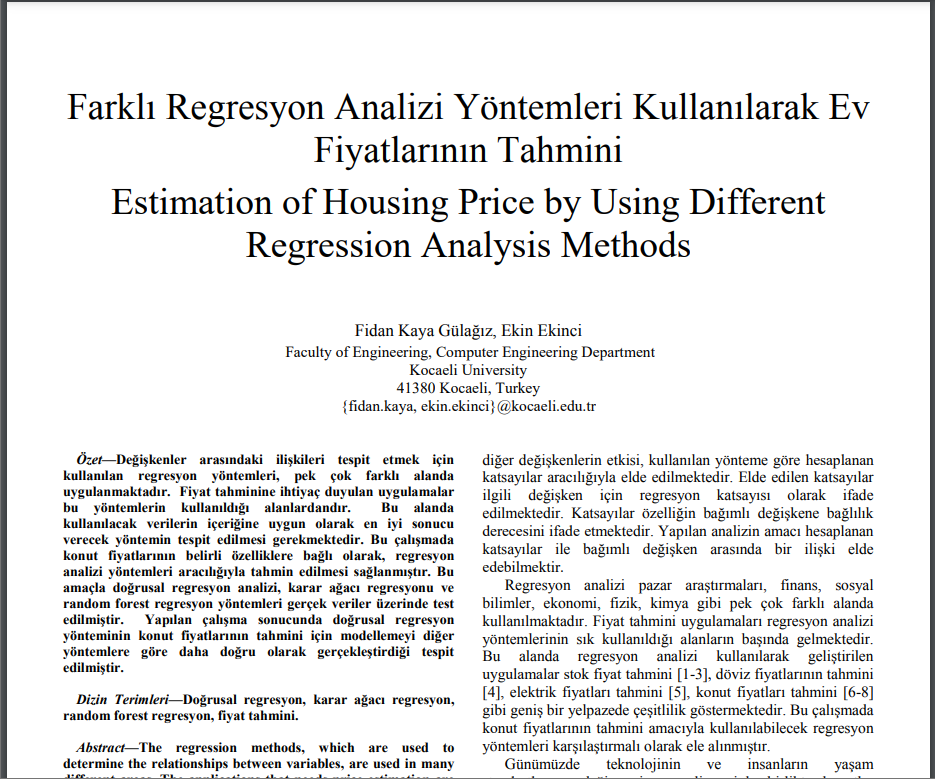 Farklı Regresyon Analizi Yöntemleri Kullanılarak Ev
Fiyatlarının Tahmini
Estimation of Housing Price by Using Different
Regression Analysis Methods
Fidan Kaya Gülağız, Ekin Ekinci
Faculty of Engineering, Computer Engineering Department
Kocaeli University
41380 Kocaeli, Turkey
{fidan.kaya, ekin.ekinci}@kocaeli.edu.tr
Özet—Değişkenler arasındaki ilişkileri tespit etmek için
kullanılan regresyon yöntemleri, pek çok farklı alanda
uygulanmaktadır. Fiyat tahminine ihtiyaç duyulan uygulamalar
bu yöntemlerin kullanıldığı alanlardandır. Bu alanda
kullanılacak verilerin içeriğine uygun olarak en iyi sonucu
verecek yöntemin tespit edilmesi gerekmektedir. Bu çalışmada
konut fiyatlarının belirli özelliklere bağlı olarak, regresyon
analizi yöntemleri aracılığıyla tahmin edilmesi sağlanmıştır. Bu
amaçla doğrusal regresyon analizi, karar ağacı regresyonu ve
random forest regresyon yöntemleri gerçek veriler üzerinde test
edilmiştir. Yapılan çalışma sonucunda doğrusal regresyon
yönteminin konut fiyatlarının tahmini için modellemeyi diğer
yöntemlere göre daha doğru olarak gerçekleştirdiği tespit
edilmiştir.
Dizin Terimleri—Doğrusal regresyon, karar ağacı regresyon,
random forest regresyon, fiyat tahmini.
Abstract—The regression methods, which are used to
determine the relationships between variables, are used in many
diğer değişkenlerin etkisi, kullanılan yönteme göre hesaplanan
katsayılar aracılığıyla elde edilmektedir. Elde edilen katsayılar
ilgili değişken için regresyon katsayısı olarak ifade
edilmektedir. Katsayılar özelliğin bağımlı değişkene bağlılık
derecesini ifade etmektedir. Yapılan analizin amacı hesaplanan
katsayılar ile bağımlı değişken arasında bir ilişki elde
edebilmektir.
Regresyon analizi pazar araştırmaları, finans, sosyal
bilimler, ekonomi, fizik, kimya gibi pek çok farklı alanda
kullanılmaktadır. Fiyat tahmini uygulamaları regresyon analizi
yöntemlerinin sık kullanıldığı alanların başında gelmektedir.
Bu alanda regresyon analizi kullanılarak geliştirilen
uygulamalar stok fiyat tahmini [1-3], döviz fiyatlarının tahmini
[4], elektrik fiyatları tahmini [5], konut fiyatları tahmini [6-8]
gibi geniş bir yelpazede çeşitlilik göstermektedir. Bu çalışmada
konut fiyatlarının tahmini amacıyla kullanılabilecek regresyon
yöntemleri karşılaştırmalı olarak ele alınmıştır.
Günümüzde teknolojinin ve insanların yaşam